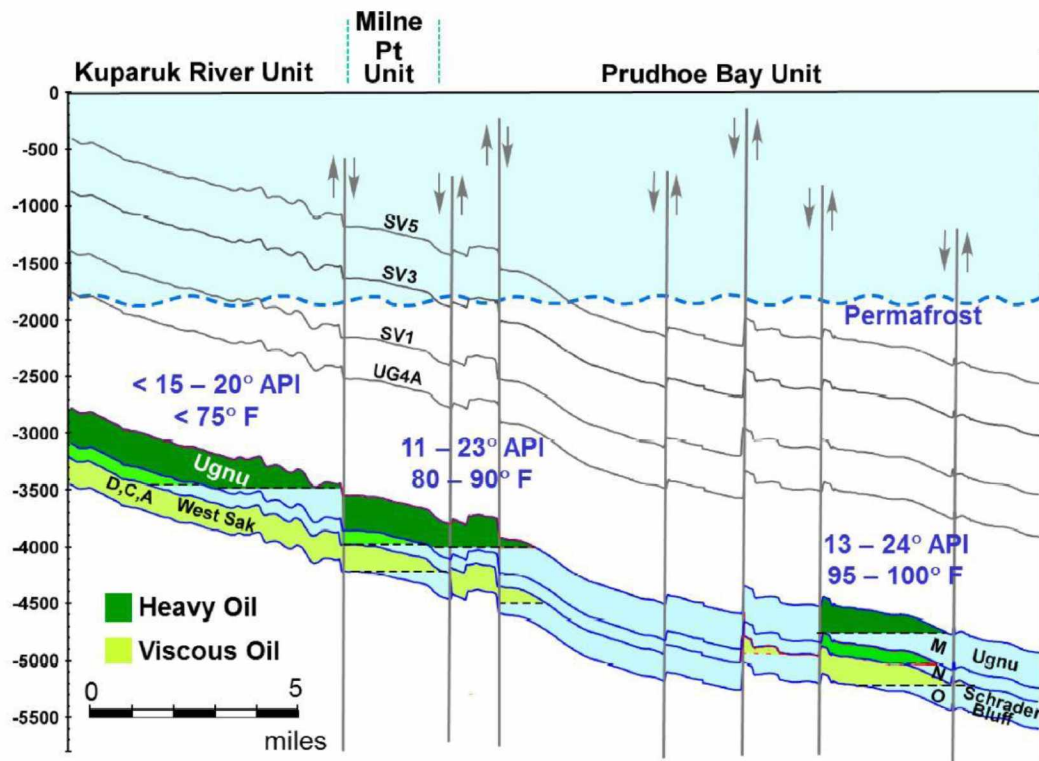 Milne
Pt
Unit
Kuparuk River Unit
Prudhoe Bay Unit
0
-500
-1000
-1500
-2000
-2500
-3000
-3500
-4000
-4500
-5000
-5500
SV5
SV3
SV1
UG4A
Permafrost
< 15 – 20° API
< 75° F
11 – 23° API
80 – 90° F
13 – 24° API
95 – 100° F
Ugnu
D,C,A
West Sak
M
N
O
Ugnu
Schrader
Bluff
Heavy Oil
Viscous Oil
0
5
miles